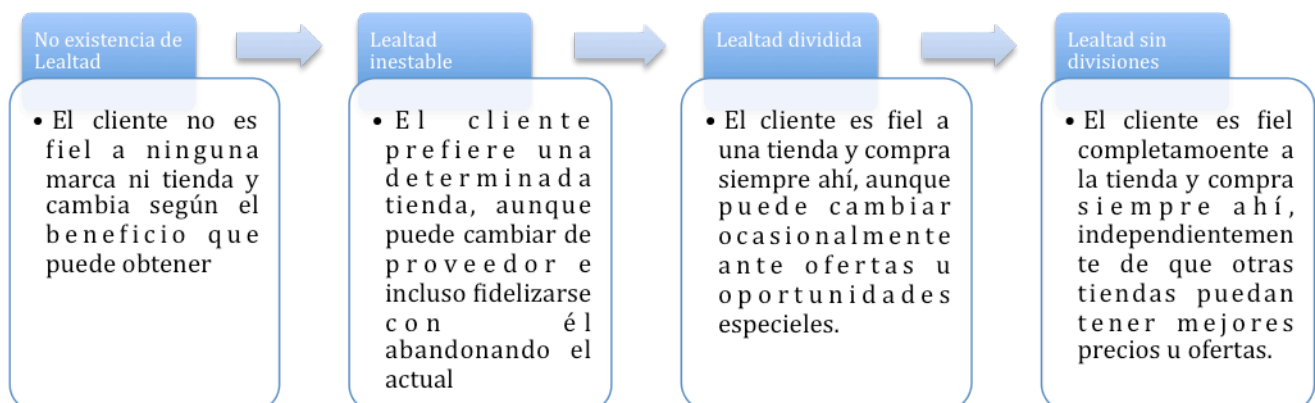 No existencia de
Lealtad
• El cliente no es
fiel a ninguna
marca ni tienda y
cambia según el
beneficio que
puede obtener
Lealtad
inestable
• El cliente
prefiere una
determinada
tienda, aunque
puede cambiar de
proveedor e
incluso fidelizarse
con él
abandonando el
actual
Lealtad dividida
• El cliente es fiel a
una tienda y compra
siempre ahí, aunque
puede cambiar
ocasionalmente
ante ofertas u
oportunidades
especieles.
Lealtad sin
divisiones
• El cliente es fiel
completamoente a
la tienda y compra
siempre ahí,
independientemen
te de que otras
tiendas puedan
tener mejores
precios u ofertas.